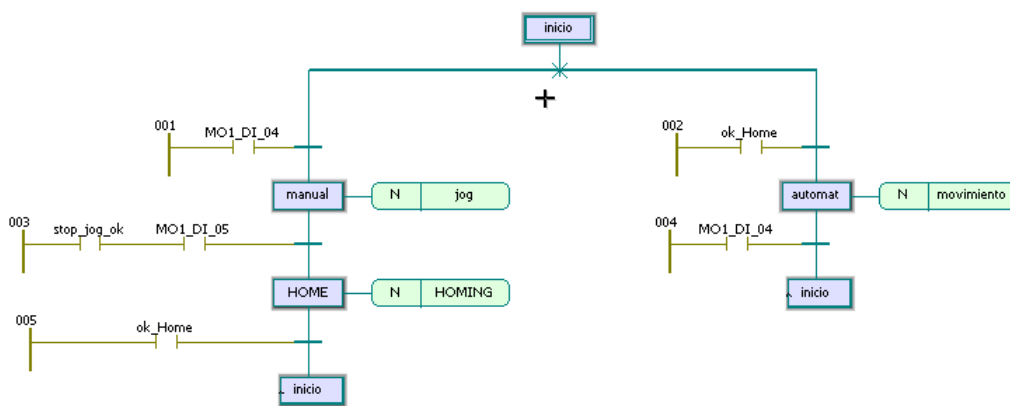 inicio
001
MO1_DI_04
002
ok_Home
manual
N
jog
automat
N
movimiento
003
stop_jog_ok
MO1_DI_05
004
MO1_DI_04
HOME
N
HOMING
inicio
005
ok_Home
inicio